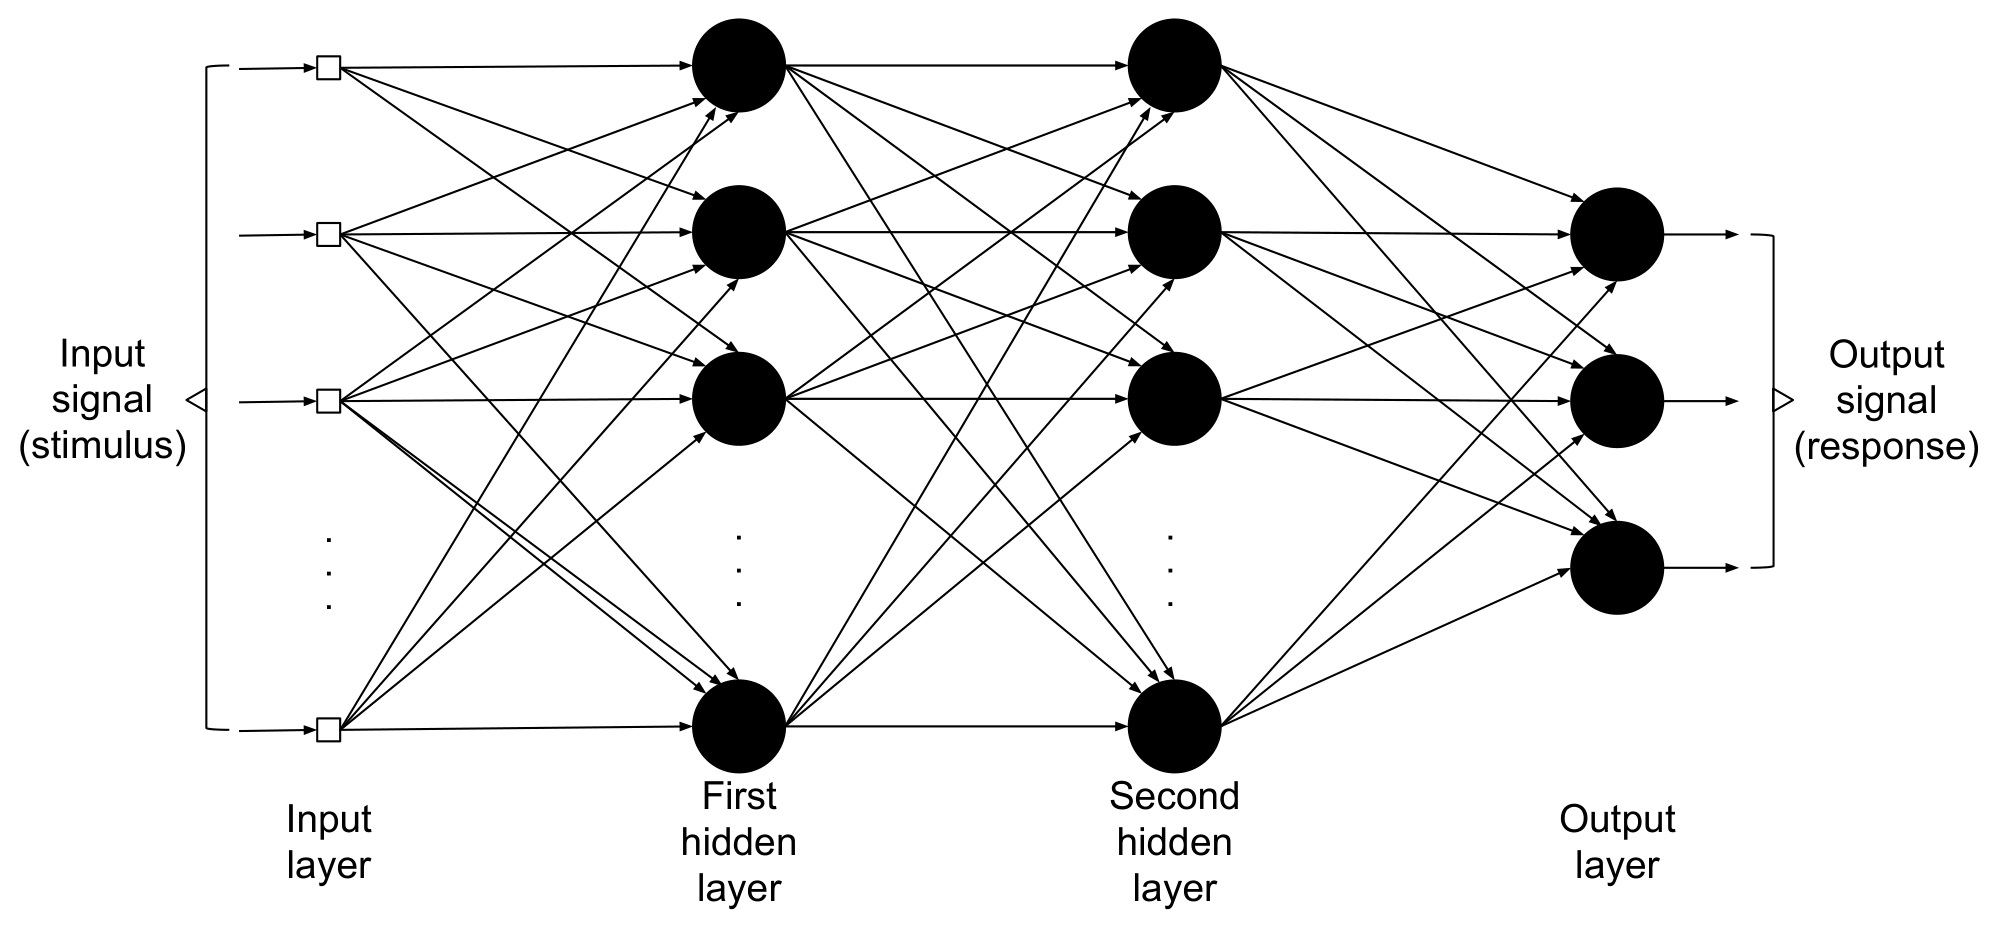 Input
signal
(stimulus)
Output
signal
(response)
.
.
.
.
.
.
.
.
.
Input
layer
First
hidden
layer
Second
hidden
layer
Output
layer